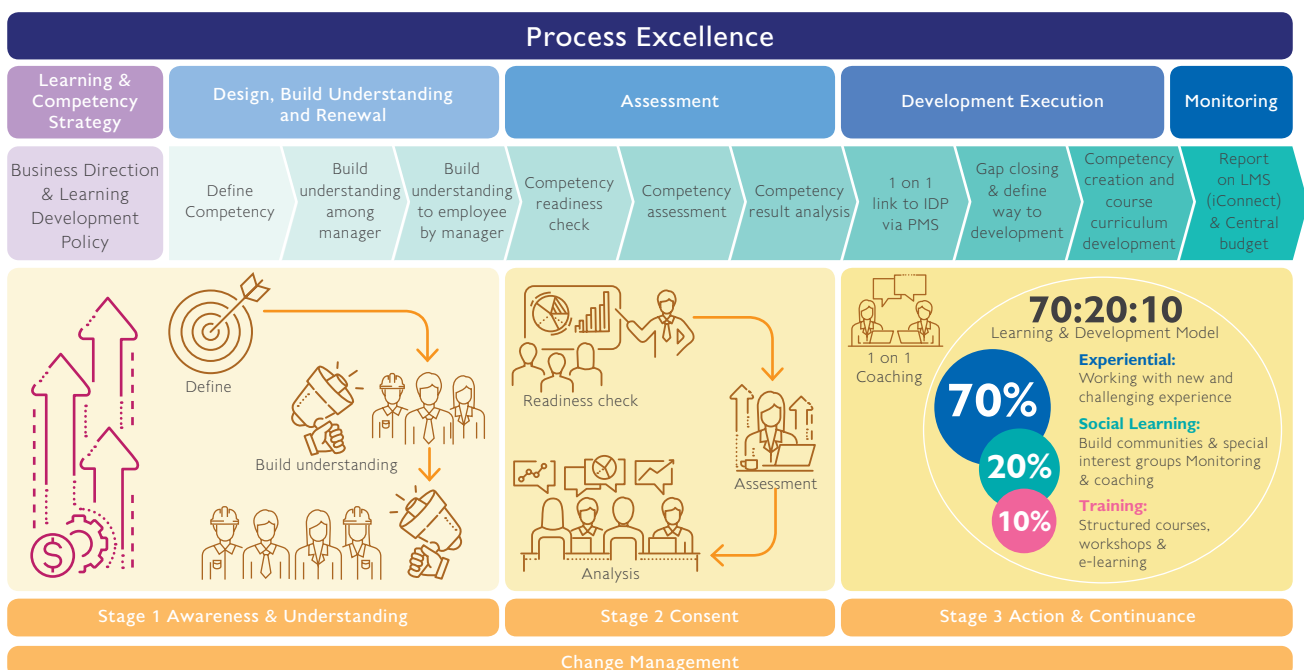 Process Excellence
Learning &
Competency
Strategy
Design, Build Understanding
and Renewal
Assessment
Development Execution
Monitoring
Business Direction
& Learning
Development
Policy
Define
Competency
Build
understanding
among
manager
Build
understanding
to employee
by manager
Competency
readiness
check
Competency
assessment
Competency
result analysis
1 on 1
link to IDP
via PMS
Gap closing
& define
way to
development
Competency
creation and
course
curriculum
development
Report
on LMS
(iConnect)
& Central
budget
$
Define
Build understanding
Readiness check
Assessment
Analysis
1 on 1
Coaching
70:20:10
Learning & Development Model
70%
Experiential:
Working with new and
challenging experience
20%
Social Learning:
Build communities & special
interest groups Monitoring
& coaching
10%
Training:
Structured courses,
workshops &
e-learning
Stage 1 Awareness & Understanding
Stage 2 Consent
Stage 3 Action & Continuance
Change Management